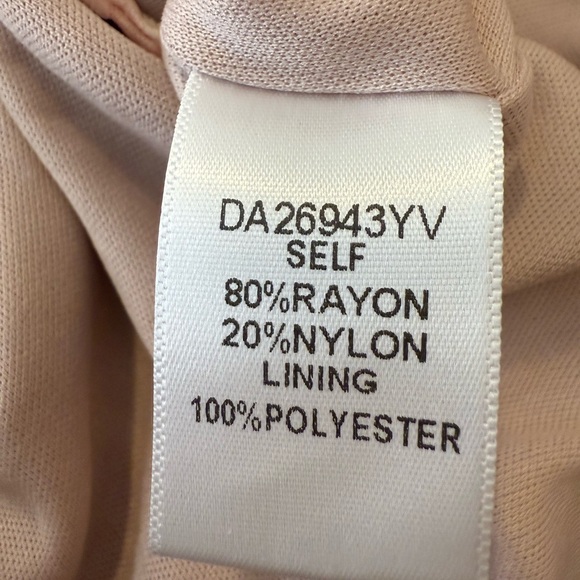 DA26943YV
SELF
80%RAYON
20%NYLON
LINING
100%POLYESTER